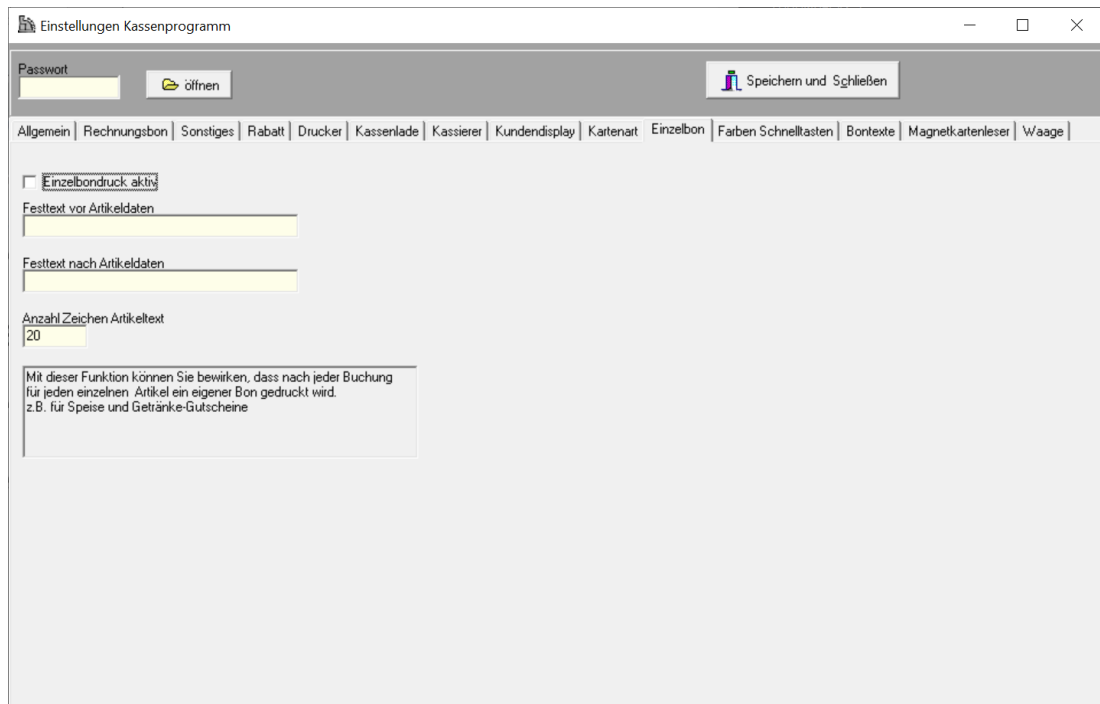 Einstellungen Kassenprogramm
Passwort
öffnen
Speichern und Schließen
Allgemein Rechnungsbon Sonstiges Rabatt Drucker Kassenlade Kassierer Kundendisplay Kartenart Einzelbon Farben Schnelltasten Bontexte Magnetkartenleser Waage
Einzelbondruck aktiv
Festtext vor Artikeldaten
Festtext nach Artikeldaten
Anzahl Zeichen Artikeltext
20
Mit dieser Funktion können Sie bewirken, dass nach jeder Buchung
für jeden einzelnen Artikel ein eigener Bon gedruckt wird.
z.B. für Speise und Getränke-Gutscheine